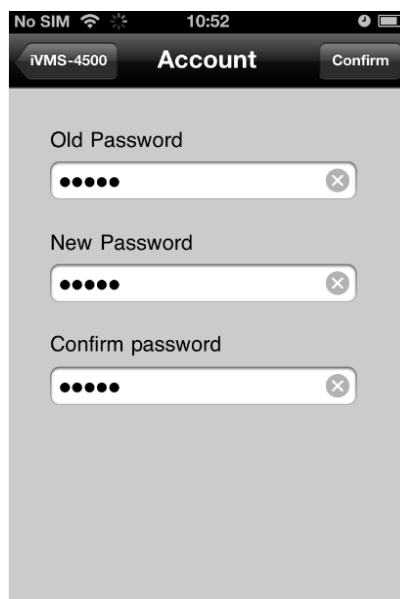 No SIM 10:52
iVMS-4500 Account Confirm
Old Password
•••••
New Password
•••••
Confirm password
•••••